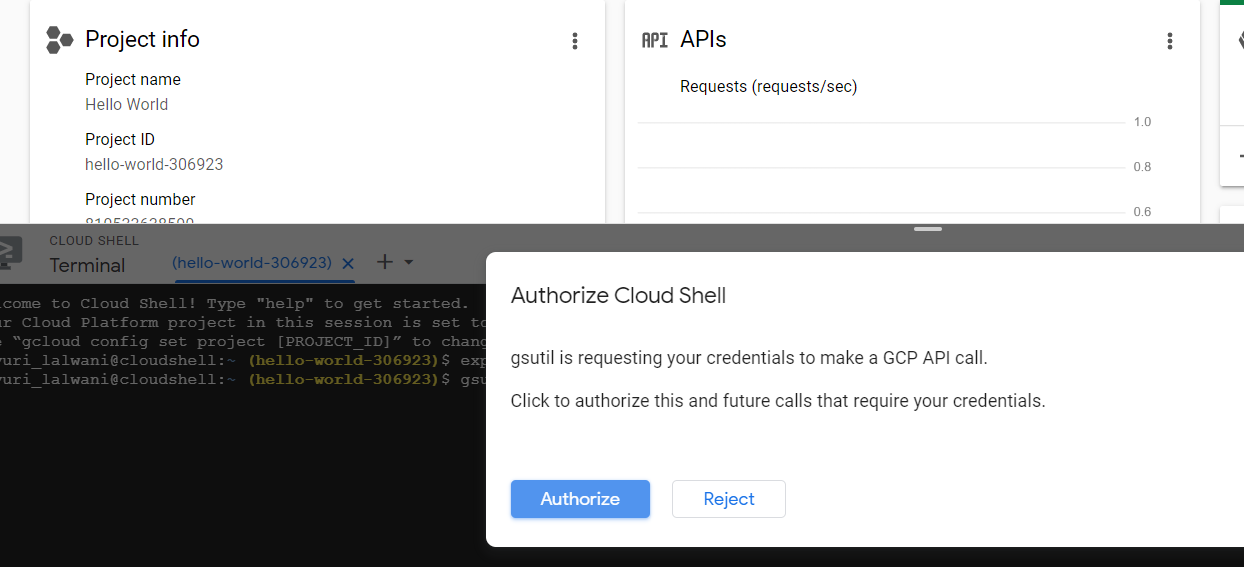 Project info
Project name
Hello World
Project ID
hello-world-306923
Project number
API APIs
Requests (requests/sec)
1.0
0.8
0.6
CLOUD SHELL
Terminal
(hello-world-306923)
come to Cloud Shell! Type "help" to get started.
r Cloud Platform project in this session is set to
"gcloud config set project [PROJECT_ID]" to chang
uri_lalwani@cloudshell:~ (hello-world-306923)$ exp
uri_lalwani@cloudshell:~ (hello-world-306923)$ gsu
Authorize Cloud Shell
gsutil is requesting your credentials to make a GCP API call.
Click to authorize this and future calls that require your credentials.
Authorize
Reject